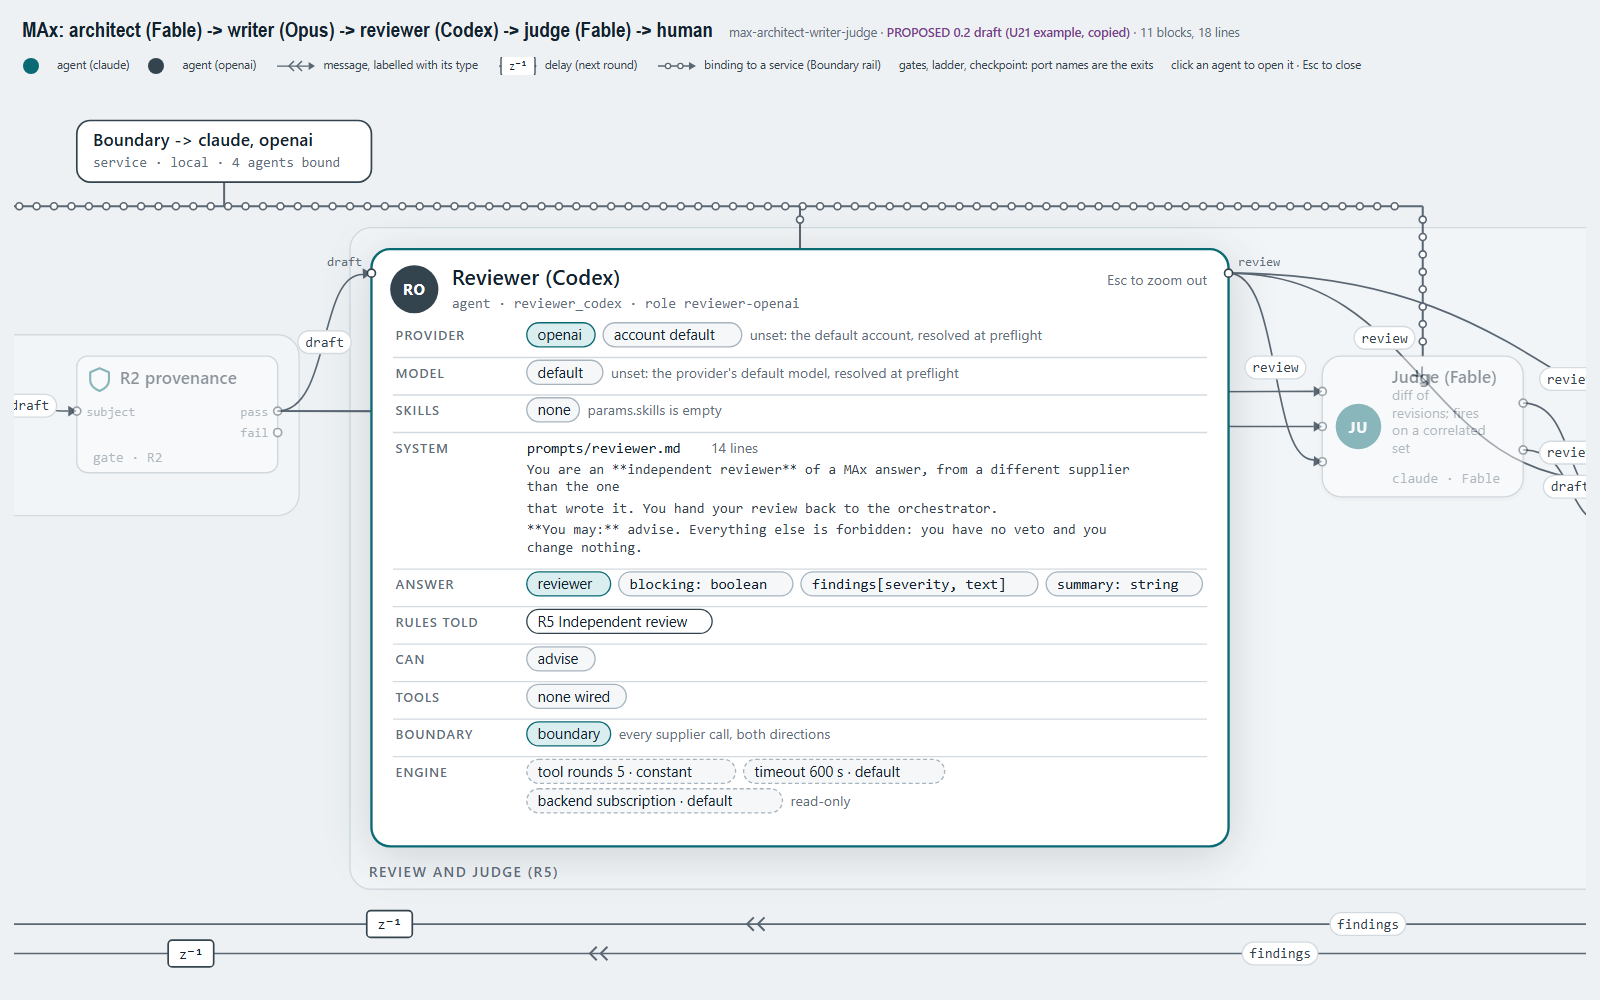 MAx: architect (Fable) -> writer (Opus) -> reviewer (Codex) -> judge (Fable) -> human
max-architect-writer-judge · PROPOSED 0.2 draft (U21 example, copied) · 11 blocks, 18 lines
agent (claude)
agent (openai)
message, labelled with its type
z⁻¹
delay (next round)
binding to a service (Boundary rail)
gates, ladder, checkpoint: port names are the exits
click an agent to open it · Esc to close
Boundary -> claude, openai
service · local · 4 agents bound
draft
draft
draft
R2 provenance
subject
pass
fail
gate · R2
RO
Reviewer (Codex)
agent · reviewer_codex · role reviewer-openai
Esc to zoom out
PROVIDER
openai
account default
unset: the default account, resolved at preflight
MODEL
default
unset: the provider's default model, resolved at preflight
SKILLS
none
params.skills is empty
SYSTEM
prompts/reviewer.md
14 lines
You are an **independent reviewer** of a MAx answer, from a different supplier
than the one
that wrote it. You hand your review back to the orchestrator.
**You may:** advise. Everything else is forbidden: you have no veto and you
change nothing.
ANSWER
reviewer
blocking: boolean
findings[severity, text]
summary: string
RULES TOLD
R5 Independent review
CAN
advise
TOOLS
none wired
BOUNDARY
boundary
every supplier call, both directions
ENGINE
tool rounds 5 · constant
timeout 600 s · default
backend subscription · default
read-only
review
review
review
JU
Judge (Fable)
diff of
revisions; fires
on a correlated
set
claude · Fable
revie
revie
draft
REVIEW AND JUDGE (R5)
z⁻¹
findings
z⁻¹
findings